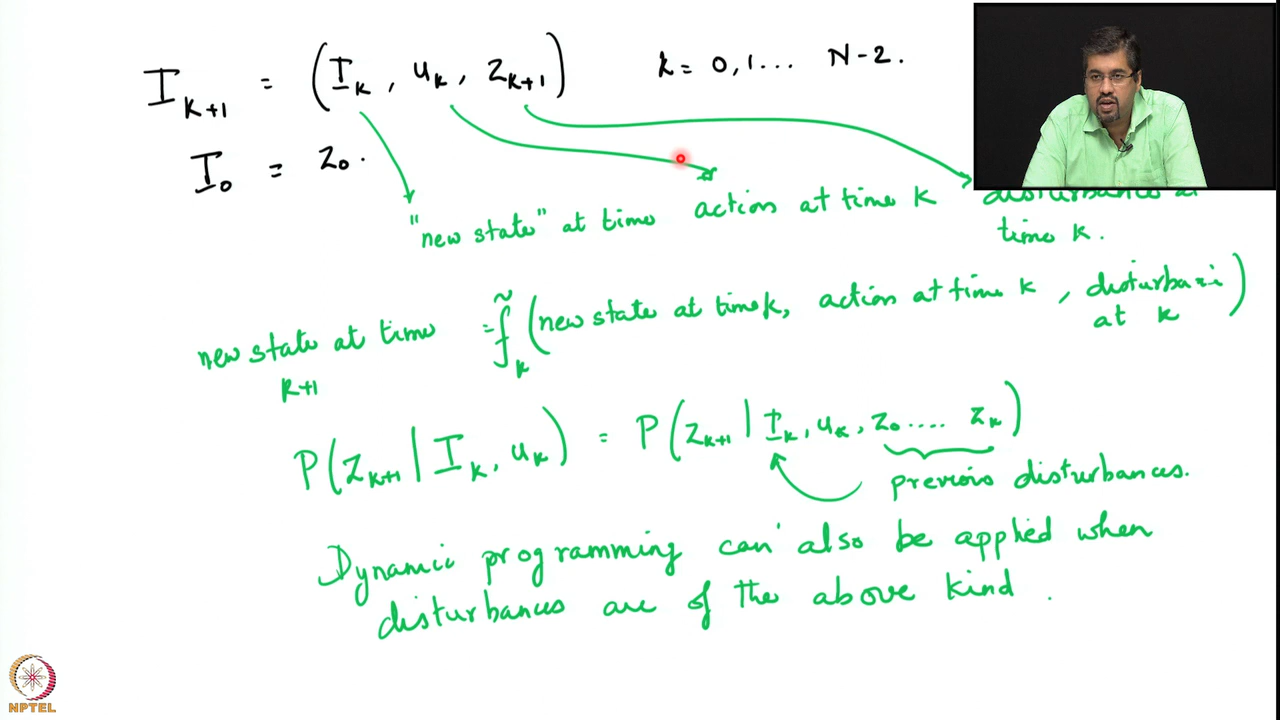 I_{k+1} = (I_k, u_k, z_{k+1}) k = 0, 1 ... N-2.
I_0 = z_0.
"new state" at time action at time k disturbance at
time k.
new state at time = f̃_k (new state at time k, action at time k, disturbance
at k)
k+1
P(z_{k+1} | I_k, u_k) = P(z_{k+1} | I_k, u_k, z_0 .... z_k)
previous disturbances.
Dynamic programming can also be applied when
disturbances are of the above kind.
NPTEL